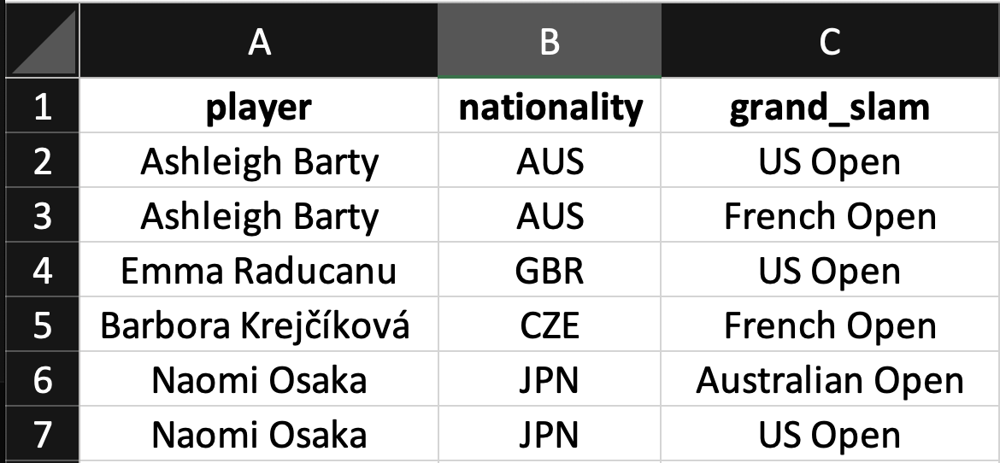 A B C
1 player nationality grand_slam
2 Ashleigh Barty AUS US Open
3 Ashleigh Barty AUS French Open
4 Emma Raducanu GBR US Open
5 Barbora Krejčíková CZE French Open
6 Naomi Osaka JPN Australian Open
7 Naomi Osaka JPN US Open